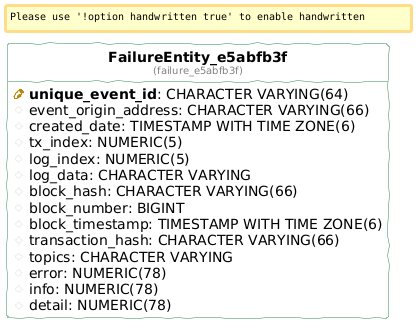 Please use '!option handwritten true' to enable handwritten
FailureEntity_e5abfb3f
(failure_e5abfb3f)
unique_event_id: CHARACTER VARYING(64)
event_origin_address: CHARACTER VARYING(66)
created_date: TIMESTAMP WITH TIME ZONE(6)
tx_index: NUMERIC(5)
log_index: NUMERIC(5)
log_data: CHARACTER VARYING
block_hash: CHARACTER VARYING(66)
block_number: BIGINT
block_timestamp: TIMESTAMP WITH TIME ZONE(6)
transaction_hash: CHARACTER VARYING(66)
topics: CHARACTER VARYING
error: NUMERIC(78)
info: NUMERIC(78)
detail: NUMERIC(78)